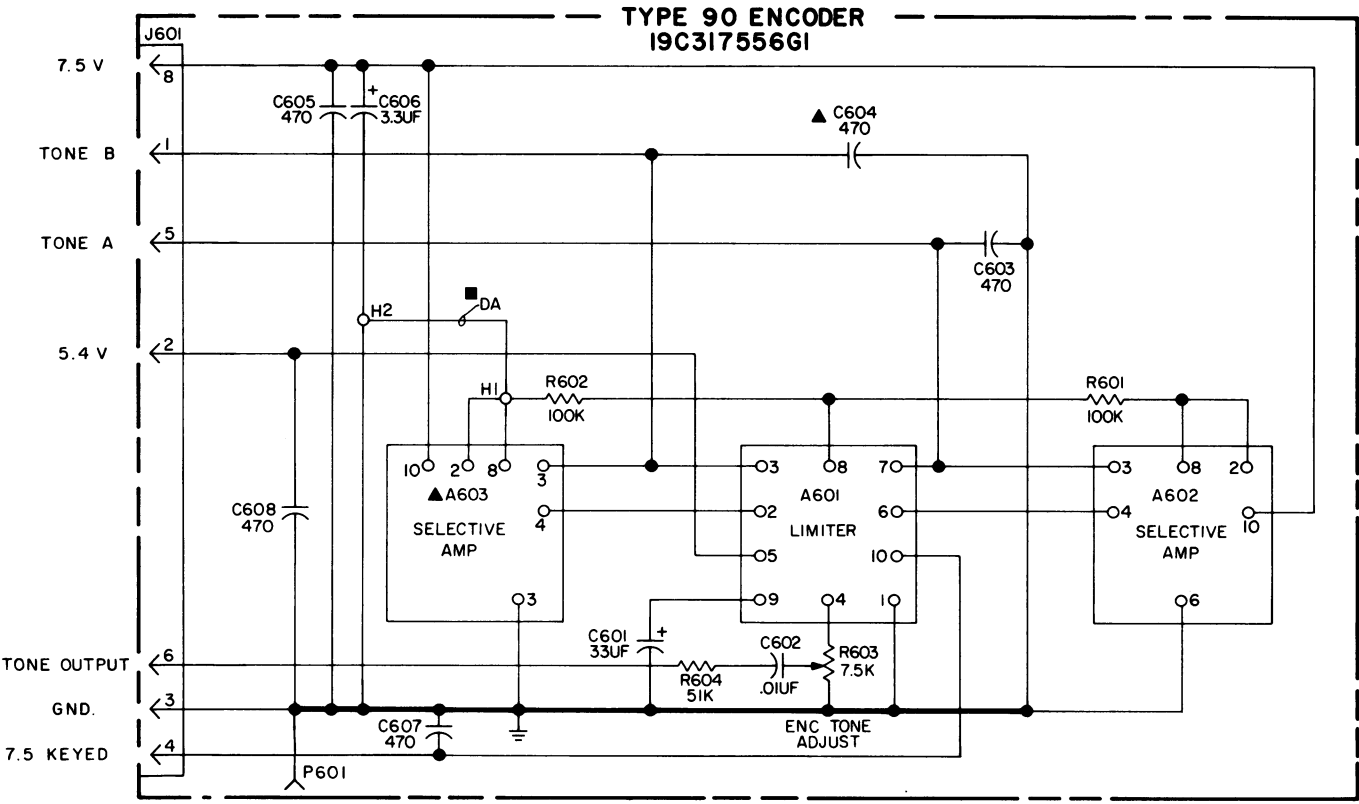 TYPE 90 ENCODER
19C317556G1
J601
7.5 V
8
C605
470
+
C606
3.3UF
▲ C604
470
TONE B
1
TONE A
5
C603
470
■
DA
H2
5.4 V
2
H1
R602
100K
R601
100K
10
2
8
3
▲ A603
4
SELECTIVE
AMP
3
3
8
7
A601
2
6
LIMITER
5
10
9
4
1
3
8
2
A602
4
10
SELECTIVE
AMP
6
C608
470
C601
33UF
+
C602
.01UF
R603
7.5K
R604
51K
TONE OUTPUT
6
GND.
3
C607
470
ENC TONE
ADJUST
7.5 KEYED
4
P601